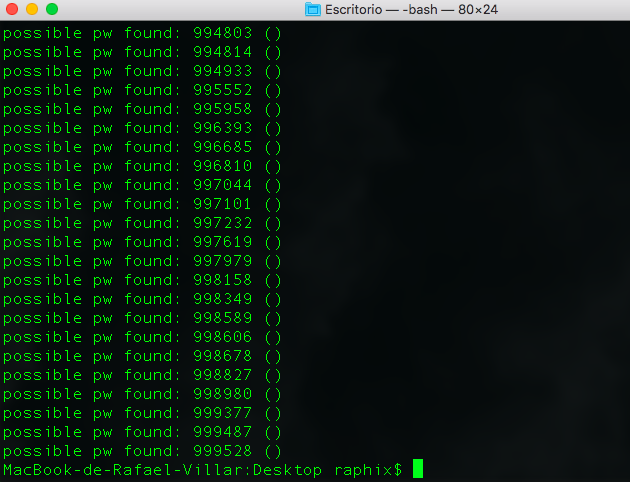 Escritorio — -bash — 80×24
possible pw found: 994803 ()
possible pw found: 994814 ()
possible pw found: 994933 ()
possible pw found: 995552 ()
possible pw found: 995958 ()
possible pw found: 996393 ()
possible pw found: 996685 ()
possible pw found: 996810 ()
possible pw found: 997044 ()
possible pw found: 997101 ()
possible pw found: 997232 ()
possible pw found: 997619 ()
possible pw found: 997979 ()
possible pw found: 998158 ()
possible pw found: 998349 ()
possible pw found: 998589 ()
possible pw found: 998606 ()
possible pw found: 998678 ()
possible pw found: 998827 ()
possible pw found: 998980 ()
possible pw found: 999377 ()
possible pw found: 999487 ()
possible pw found: 999528 ()
MacBook-de-Rafael-Villar:Desktop raphix$